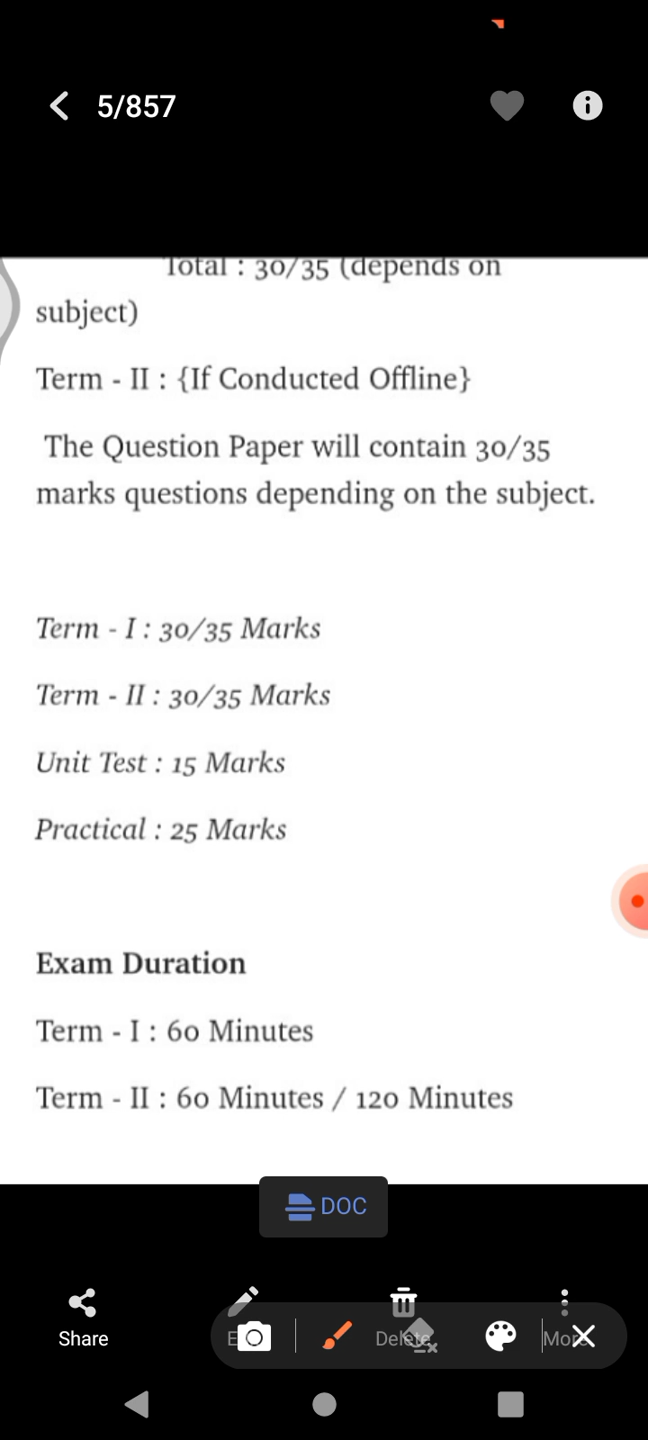 5/857
Total : 30/35 (depends on
subject)
Term - II : {If Conducted Offline}
The Question Paper will contain 30/35
marks questions depending on the subject.
Term - I : 30/35 Marks
Term - II : 30/35 Marks
Unit Test : 15 Marks
Practical : 25 Marks
Exam Duration
Term - I : 60 Minutes
Term - II : 60 Minutes / 120 Minutes
DOC
Share E Delete More